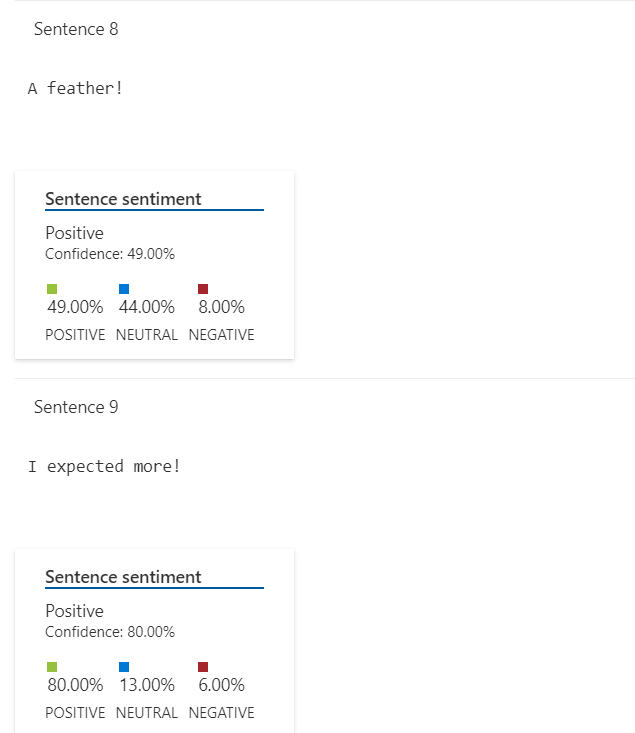 Sentence 8
A feather!
Sentence sentiment
Positive
Confidence: 49.00%
49.00% 44.00% 8.00%
POSITIVE NEUTRAL NEGATIVE
Sentence 9
I expected more!
Sentence sentiment
Positive
Confidence: 80.00%
80.00% 13.00% 6.00%
POSITIVE NEUTRAL NEGATIVE